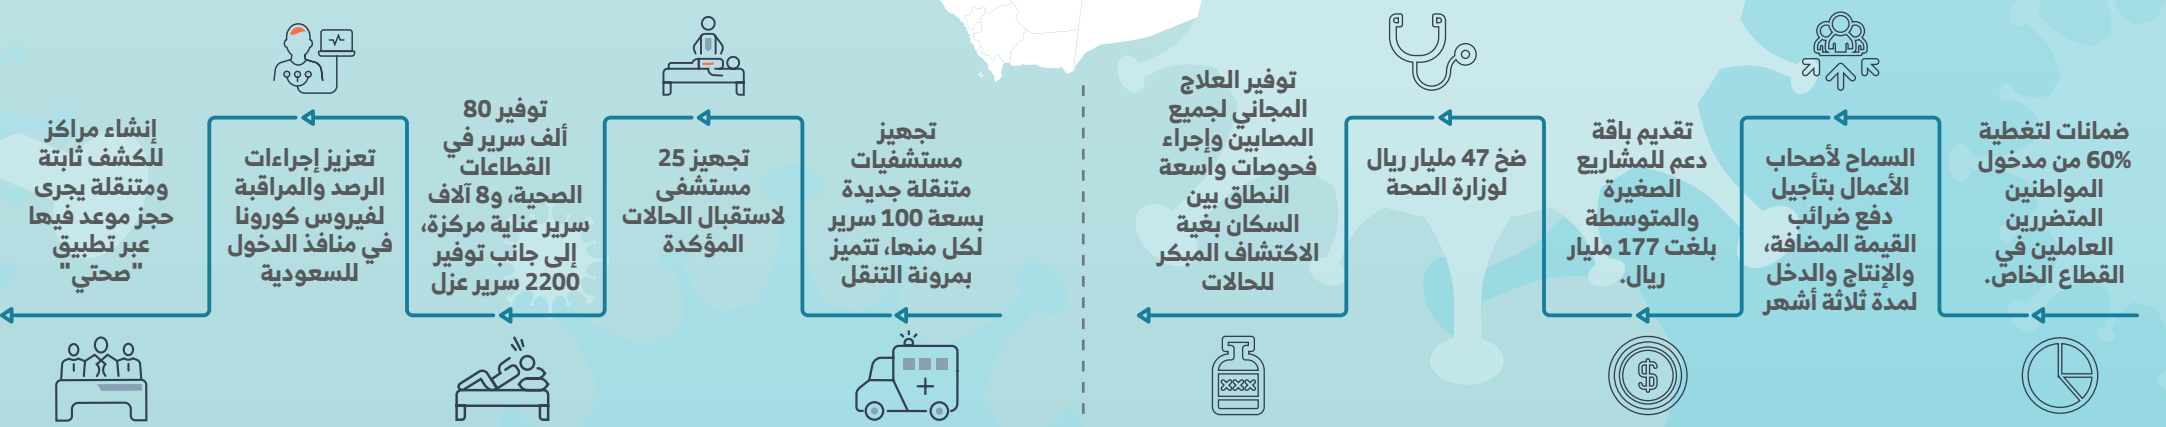 ضمانات لتغطية
60% من مدخول
المواطنين
المتضررين
العاملين في
القطاع الخاص.
السماح لأصحاب
الأعمال بتأجيل
دفع ضرائب
القيمة المضافة،
والإنتاج والدخل
لمدة ثلاثة أشهر
تقديم باقة
دعم للمشاريع
الصغيرة
والمتوسطة
بلغت 177 مليار
ريال.
ضخ 47 مليار ريال
لوزارة الصحة
توفير العلاج
المجاني لجميع
المصابين وإجراء
فحوصات واسعة
النطاق بين
السكان بغية
الاكتشاف المبكر
للحالات
تجهيز
مستشفيات
متنقلة جديدة
بسعة 100 سرير
لكل منها، تتميز
بمرونة التنقل
تجهيز 25
مستشفى
لاستقبال الحالات
المؤكدة
توفير 80
ألف سرير في
القطاعات
الصحية، و8 آلاف
سرير عناية مركزة،
إلى جانب توفير
2200 سرير عزل
تعزيز إجراءات
الرصد والمراقبة
لفيروس كورونا
في منافذ الدخول
للسعودية
إنشاء مراكز
للكشف ثابتة
ومتنقلة يجرى
حجز موعد فيها
عبر تطبيق
"صحتي"